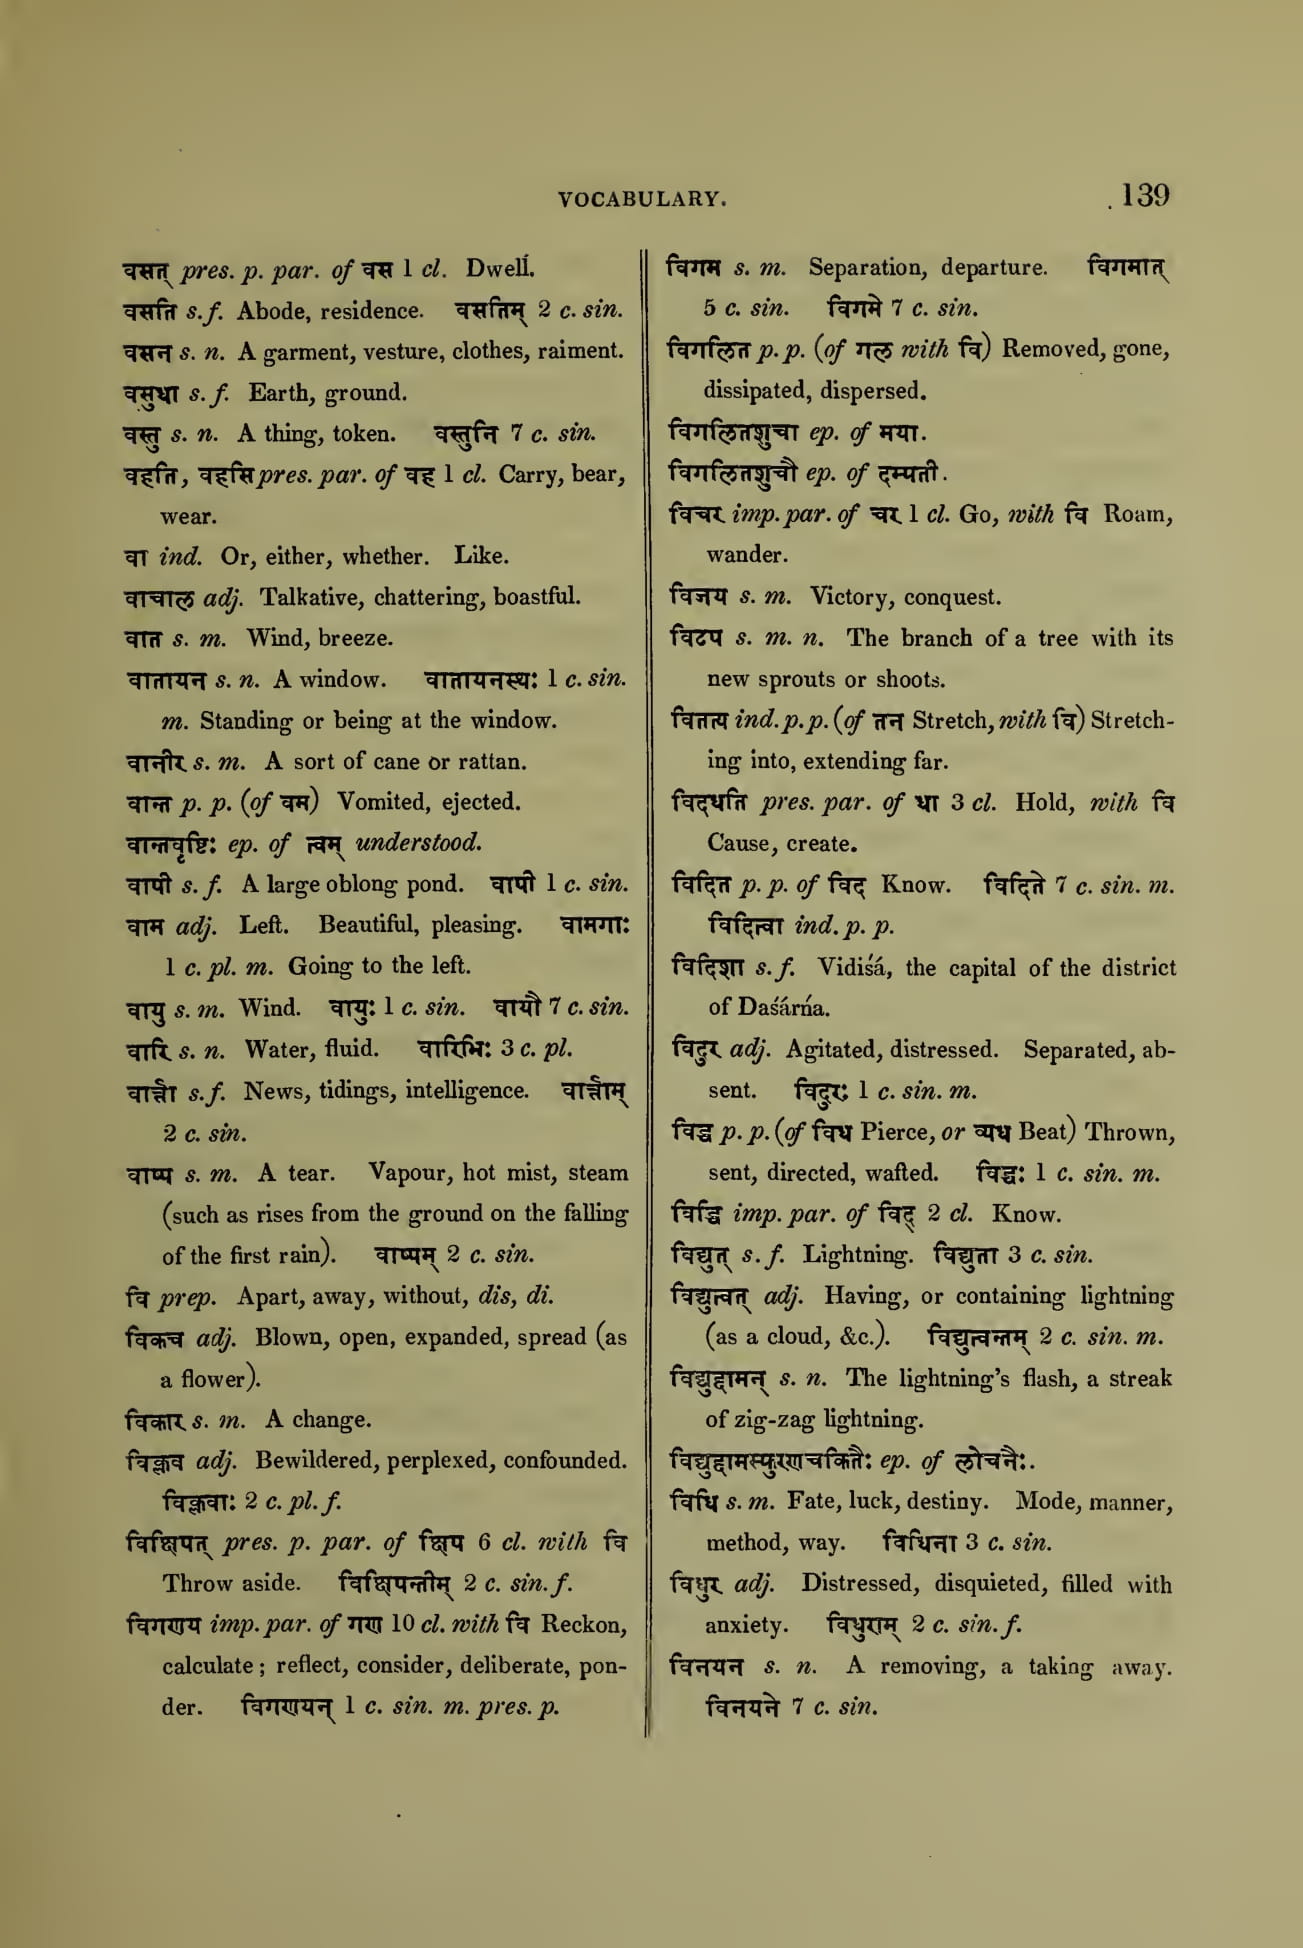 VOCABULARY.
139
वसत् pres. p. par. of वस 1 cl. Dwell.
वसति s. f. Abode, residence. वसतिम् 2 c. sin.
वसन s. n. A garment, vesture, clothes, raiment.
वसुधा s. f. Earth, ground.
वस्तु s. n. A thing, token. वस्तुनि 7 c. sin.
वहति, वहसि pres. par. of वह 1 cl. Carry, bear,
wear.
वा ind. Or, either, whether. Like.
वाचाल adj. Talkative, chattering, boastful.
वात s. m. Wind, breeze.
वातायन s. n. A window. वातायनस्थः 1 c. sin.
m. Standing or being at the window.
वानीर s. m. A sort of cane or rattan.
वान्त p. p. (of वम) Vomited, ejected.
वान्तवृष्टिः ep. of त्वम् understood.
वापी s. f. A large oblong pond. वापी 1 c. sin.
वाम adj. Left. Beautiful, pleasing. वामगाः
1 c. pl. m. Going to the left.
वायु s. m. Wind. वायुः 1 c. sin. वायौ 7 c. sin.
वारि s. n. Water, fluid. वारिभिः 3 c. pl.
वार्त्ता s. f. News, tidings, intelligence. वार्त्ताम्
2 c. sin.
वाष्प s. m. A tear. Vapour, hot mist, steam
(such as rises from the ground on the falling
of the first rain). वाष्पम् 2 c. sin.
वि prep. Apart, away, without, dis, di.
विकच adj. Blown, open, expanded, spread (as
a flower).
विकार s. m. A change.
विक्लव adj. Bewildered, perplexed, confounded.
विक्लवाः 2 c. pl. f.
विक्षिपत् pres. p. par. of क्षिप 6 cl. with वि
Throw aside. विक्षिपन्तीम् 2 c. sin. f.
विगणय imp. par. of गण 10 cl. with वि Reckon,
calculate; reflect, consider, deliberate, pon-
der. विगणयन् 1 c. sin. m. pres. p.
विगम s. m. Separation, departure. विगमात्
5 c. sin. विगमे 7 c. sin.
विगलित p. p. (of गल with वि) Removed, gone,
dissipated, dispersed.
विगलितशुचा ep. of मया.
विगलितशुचौ ep. of दम्पती.
विचर imp. par. of चर 1 cl. Go, with वि Roam,
wander.
विजय s. m. Victory, conquest.
विटप s. m. n. The branch of a tree with its
new sprouts or shoots.
वितत्य ind. p. p. (of तन Stretch, with वि) Stretch-
ing into, extending far.
विदधति pres. par. of धा 3 cl. Hold, with वि
Cause, create.
विदित p. p. of विद् Know. विदिते 7 c. sin. m.
विदित्वा ind. p. p.
विदिशा s. f. Vidiśá, the capital of the district
of Daśárńa.
विदुर adj. Agitated, distressed. Separated, ab-
sent. विदुरः 1 c. sin. m.
विद्ध p. p. (of विध Pierce, or व्यध Beat) Thrown,
sent, directed, wafted. विद्धः 1 c. sin. m.
विद्धि imp. par. of विद् 2 cl. Know.
विद्युत् s. f. Lightning. विद्युता 3 c. sin.
विद्युत्वत् adj. Having, or containing lightning
(as a cloud, &c.). विद्युत्वन्तम् 2 c. sin. m.
विद्युद्दामन् s. n. The lightning's flash, a streak
of zig-zag lightning.
विद्युद्दामस्फुरणचकितैः ep. of लोचनैः.
विधि s. m. Fate, luck, destiny. Mode, manner,
method, way. विधिना 3 c. sin.
विधुर adj. Distressed, disquieted, filled with
anxiety. विधुराम् 2 c. sin. f.
विनयन s. n. A removing, a taking away.
विनयने 7 c. sin.